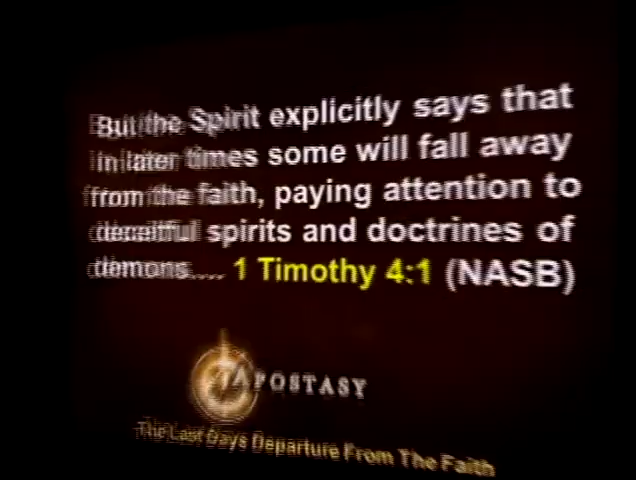 But the Spirit explicitly says that
in later times some will fall away
from the faith, paying attention to
deceitful spirits and doctrines of
demons.... 1 Timothy 4:1 (NASB)
APOSTASY
The Last Days Departure From The Faith